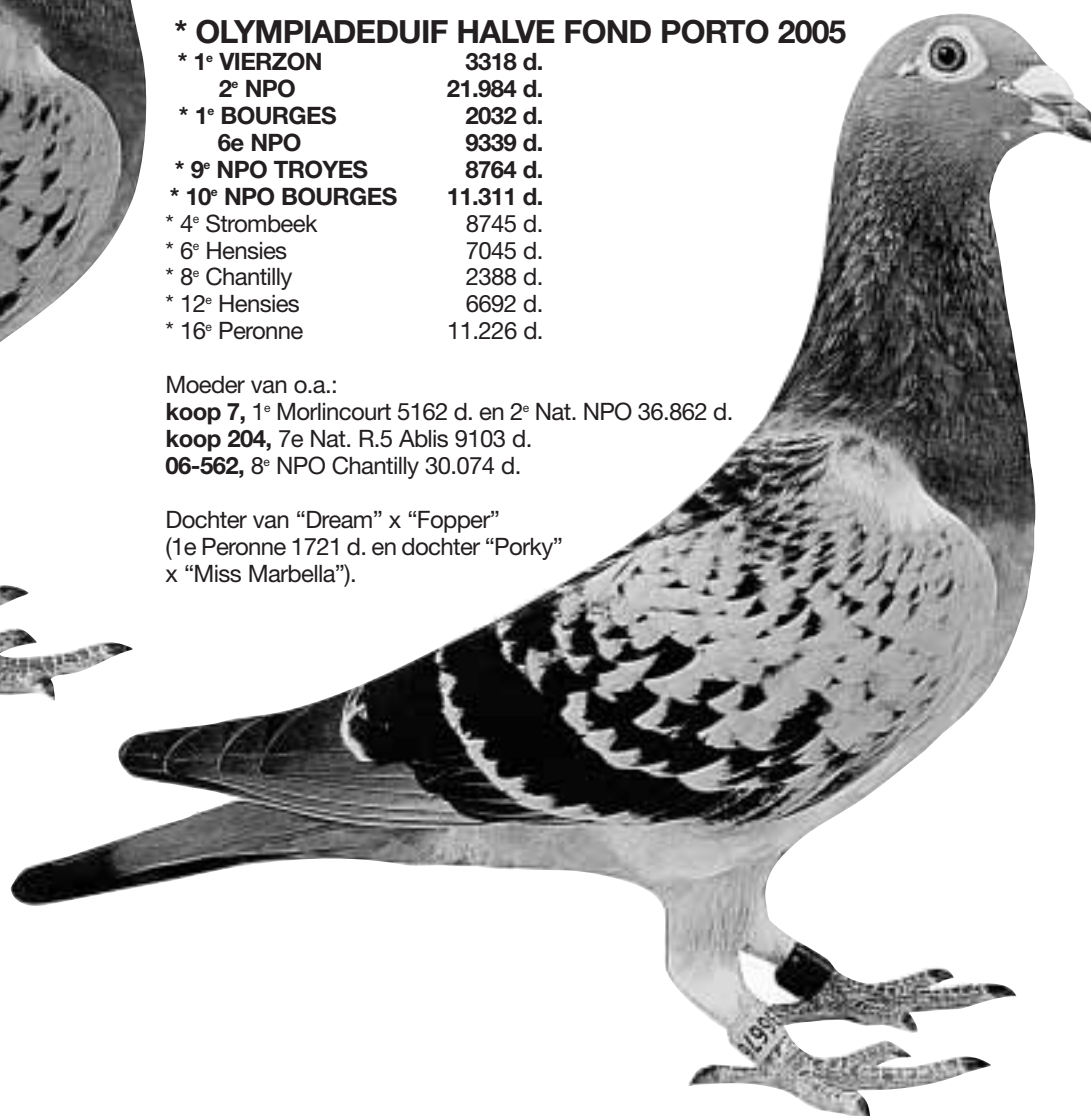 * OLYMPIADEDUIF HALVE FOND PORTO 2005
* 1e VIERZON 3318 d.
2e NPO 21.984 d.
* 1e BOURGES 2032 d.
6e NPO 9339 d.
* 9e NPO TROYES 8764 d.
* 10e NPO BOURGES 11.311 d.
* 4e Strombeek 8745 d.
* 6e Hensies 7045 d.
* 8e Chantilly 2388 d.
* 12e Hensies 6692 d.
* 16e Peronne 11.226 d.
Moeder van o.a.:
koop 7, 1e Morlincourt 5162 d. en 2e Nat. NPO 36.862 d.
koop 204, 7e Nat. R.5 Ablis 9103 d.
06-562, 8e NPO Chantilly 30.074 d.
Dochter van “Dream” x “Fopper”
(1e Peronne 1721 d. en dochter “Porky”
x “Miss Marbella”).